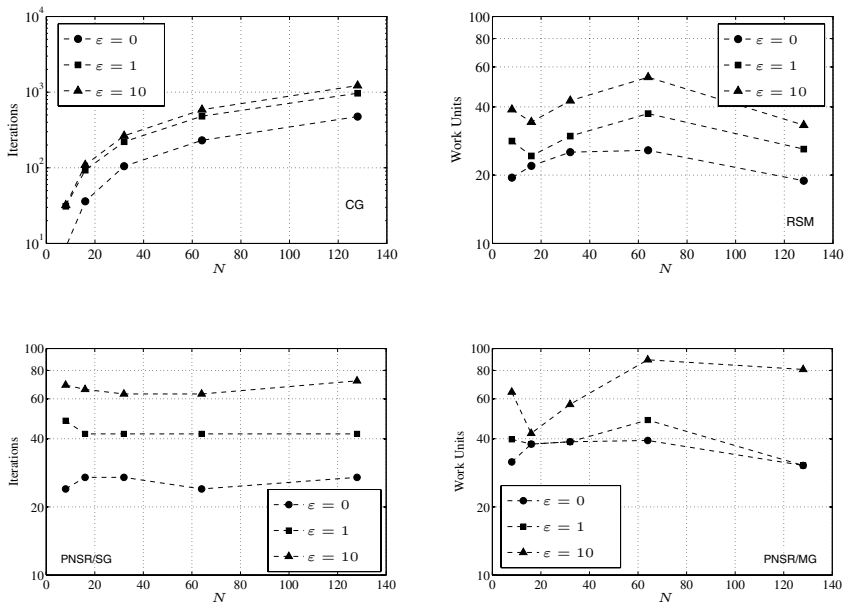 10^4
10^3
10^2
10^1
Iterations
0 20 40 60 80 100 120 140
N
ε = 0
ε = 1
ε = 10
CG
100
80
60
40
20
10
Work Units
0 20 40 60 80 100 120 140
N
ε = 0
ε = 1
ε = 10
RSM
100
80
60
40
20
10
Iterations
0 20 40 60 80 100 120 140
N
ε = 0
ε = 1
ε = 10
PNSR/SG
100
80
60
40
20
10
Work Units
0 20 40 60 80 100 120 140
N
ε = 0
ε = 1
ε = 10
PNSR/MG